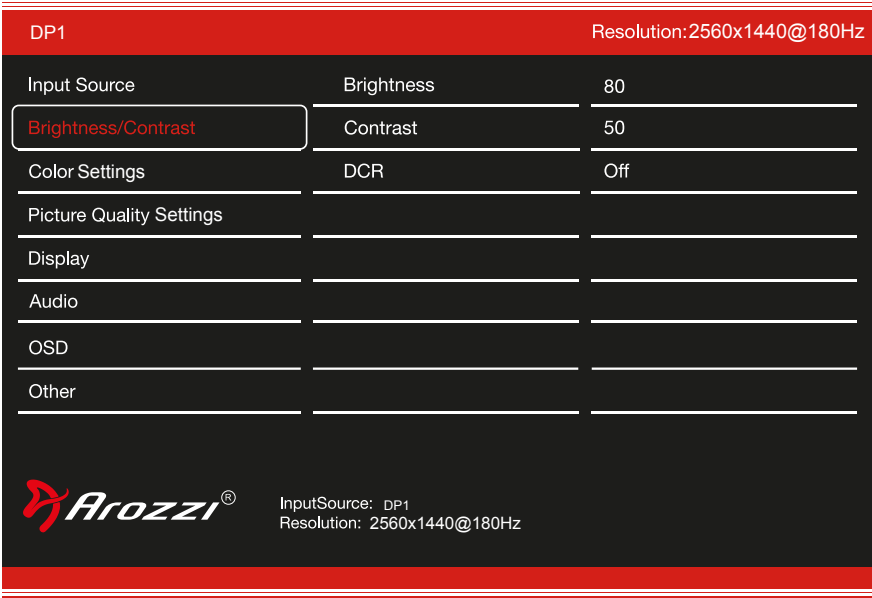 DP1 Resolution:2560x1440@180Hz
Input Source Brightness 80
Brightness/Contrast Contrast 50
Color Settings DCR Off
Picture Quality Settings
Display
Audio
OSD
Other
Arozzi®
InputSource: DP1
Resolution: 2560x1440@180Hz